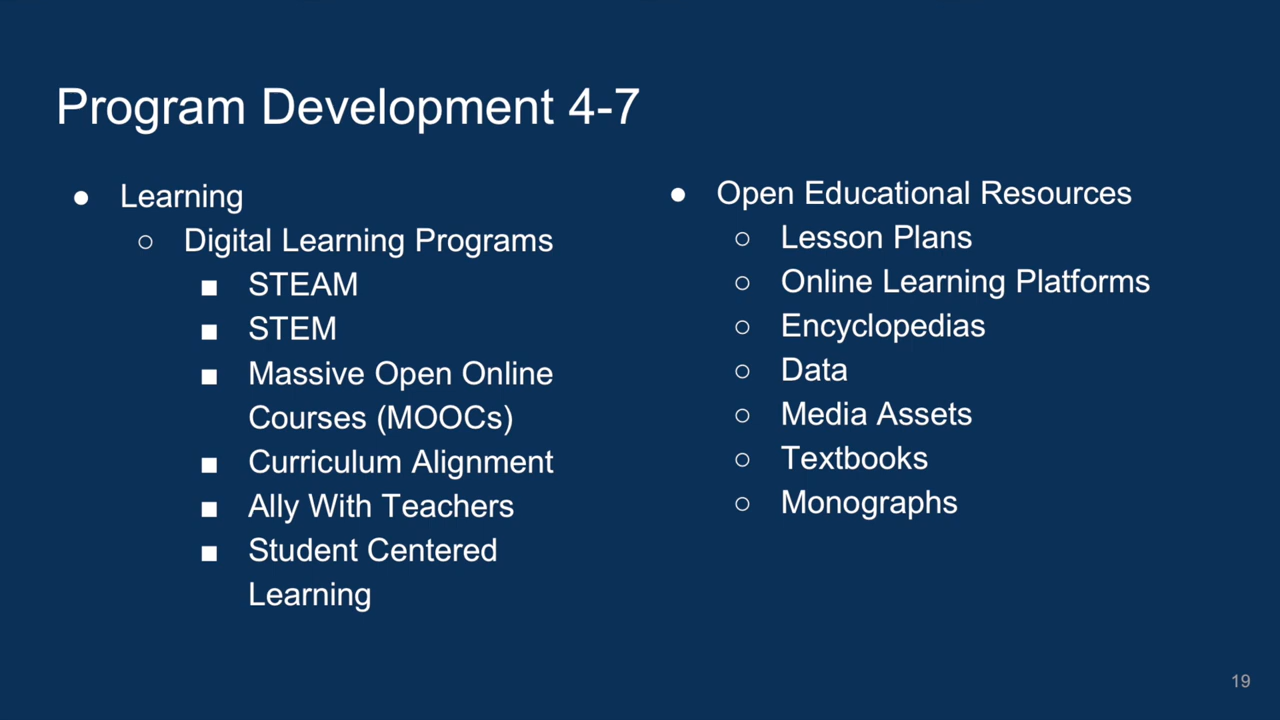 Program Development 4-7
● Learning
○ Digital Learning Programs
■ STEAM
■ STEM
■ Massive Open Online
Courses (MOOCs)
■ Curriculum Alignment
■ Ally With Teachers
■ Student Centered
Learning
● Open Educational Resources
○ Lesson Plans
○ Online Learning Platforms
○ Encyclopedias
○ Data
○ Media Assets
○ Textbooks
○ Monographs
19